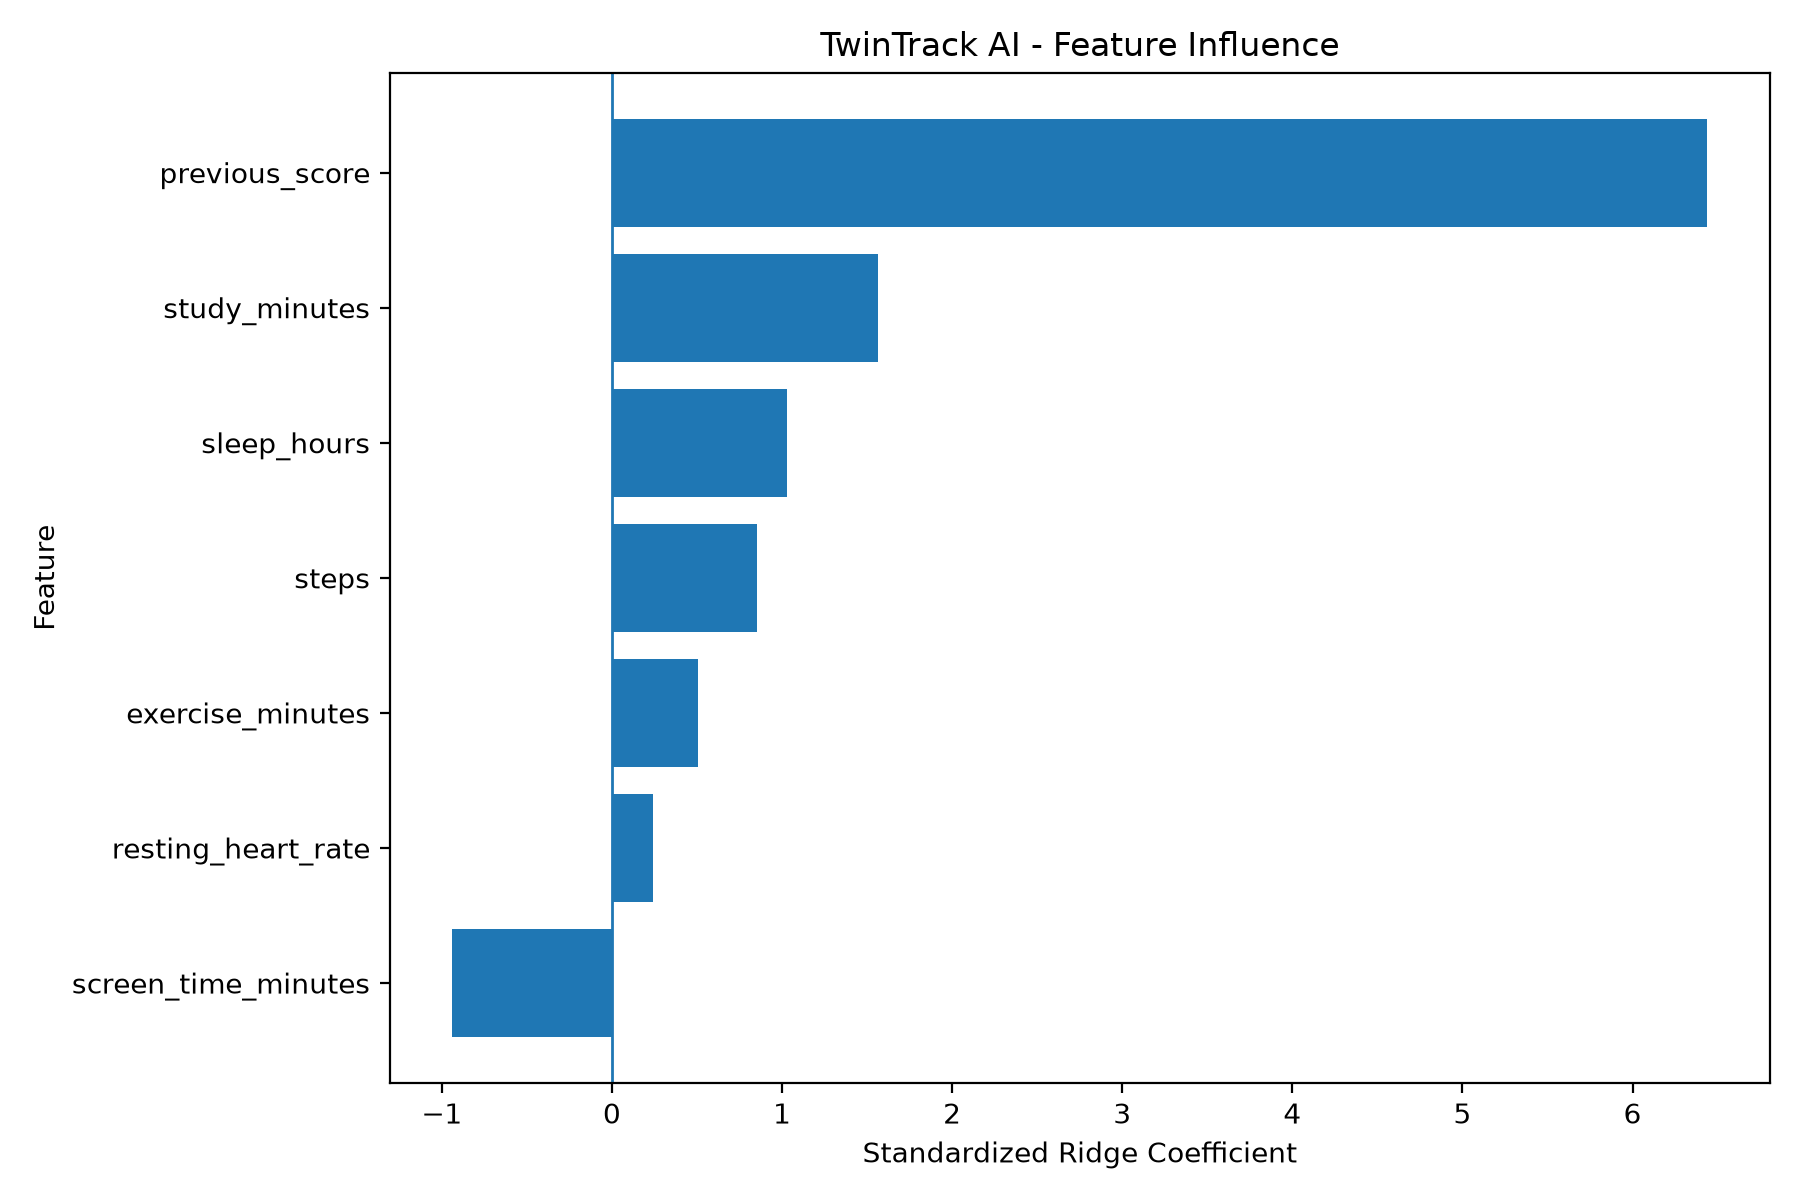 TwinTrack AI - Feature Influence
previous_score
study_minutes
sleep_hours
steps
exercise_minutes
resting_heart_rate
screen_time_minutes
Feature
−1 0 1 2 3 4 5 6
Standardized Ridge Coefficient